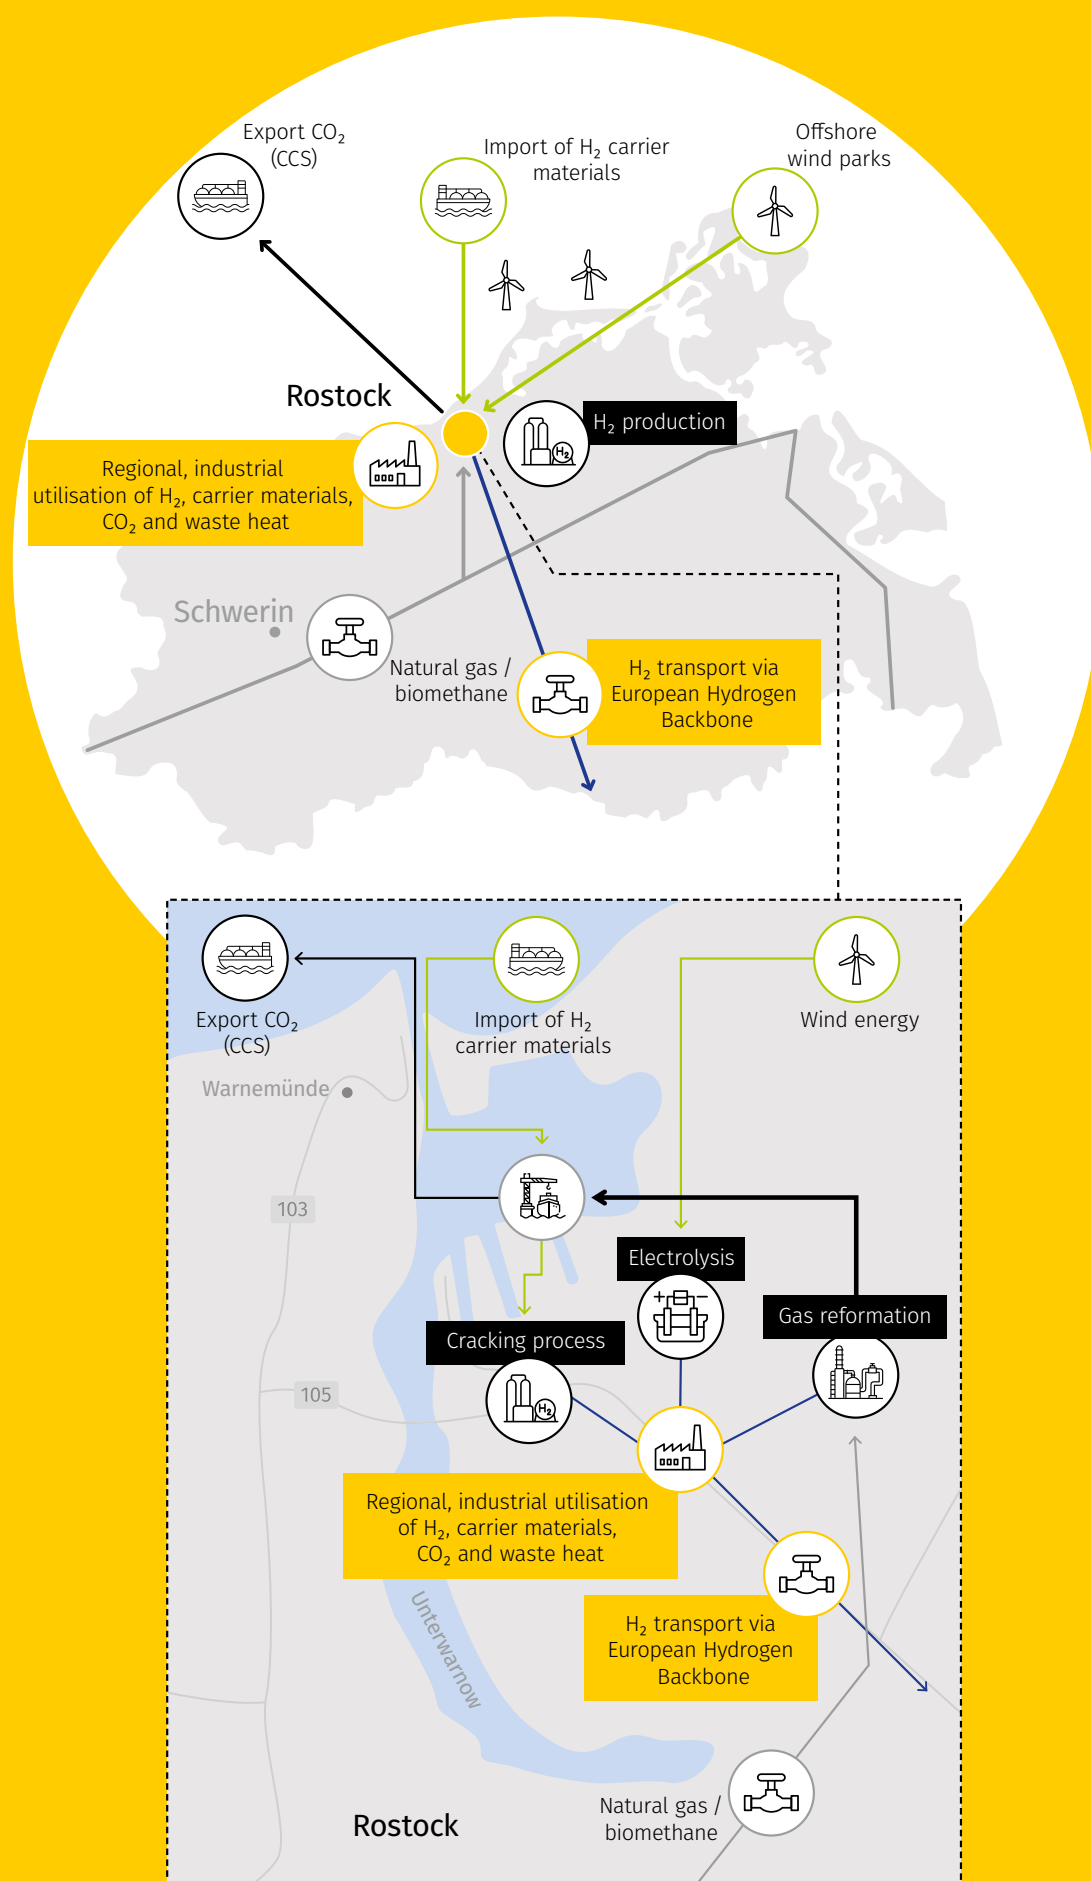 Export CO₂
(CCS)
Import of H₂ carrier
materials
Offshore
wind parks
Rostock
H₂ production
H₂
Regional, industrial
utilisation of H₂, carrier materials,
CO₂ and waste heat
Schwerin
Natural gas /
biomethane
H₂ transport via
European Hydrogen
Backbone
Export CO₂
(CCS)
Import of H₂
carrier materials
Wind energy
Warnemünde
103
Electrolysis
+ −
Gas reformation
Cracking process
H₂
105
Regional, industrial utilisation
of H₂, carrier materials,
CO₂ and waste heat
Unterwarnow
H₂ transport via
European Hydrogen
Backbone
Natural gas /
biomethane
Rostock